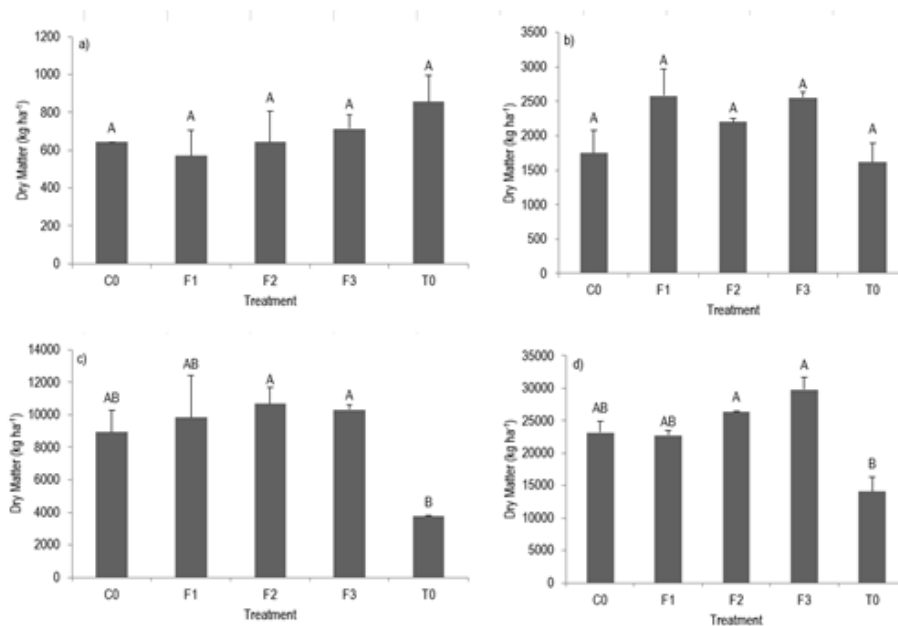 a)
Dry Matter (kg ha⁻¹)
1200
1000
800
600
400
200
0
A
A
A
A
A
C0
F1
F2
F3
T0
Treatment
b)
Dry Matter (kg ha⁻¹)
3500
3000
2500
2000
1500
1000
500
0
A
A
A
A
A
C0
F1
F2
F3
T0
Treatment
c)
Dry Matter (kg ha⁻¹)
14000
12000
10000
8000
6000
4000
2000
0
AB
AB
A
A
B
C0
F1
F2
F3
T0
Treatment
d)
Dry Matter (kg ha⁻¹)
35000
30000
25000
20000
15000
10000
5000
0
AB
AB
A
A
B
C0
F1
F2
F3
T0
Treatment